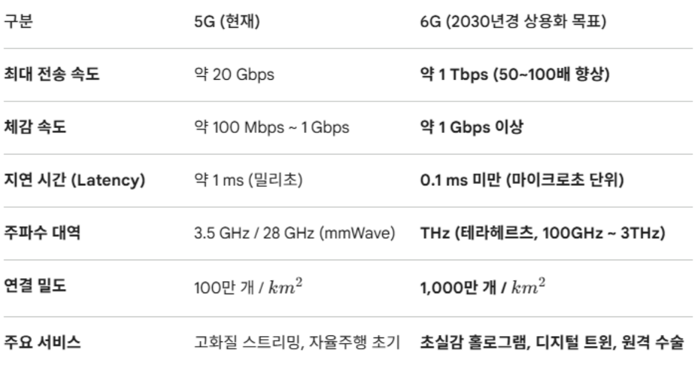 구분 5G (현재) 6G (2030년경 상용화 목표)
최대 전송 속도 약 20 Gbps 약 1 Tbps (50~100배 향상)
체감 속도 약 100 Mbps ~ 1 Gbps 약 1 Gbps 이상
지연 시간 (Latency) 약 1 ms (밀리초) 0.1 ms 미만 (마이크로초 단위)
주파수 대역 3.5 GHz / 28 GHz (mmWave) THz (테라헤르츠, 100GHz ~ 3THz)
연결 밀도 100만 개 / km² 1,000만 개 / km²
주요 서비스 고화질 스트리밍, 자율주행 초기 초실감 홀로그램, 디지털 트윈, 원격 수술